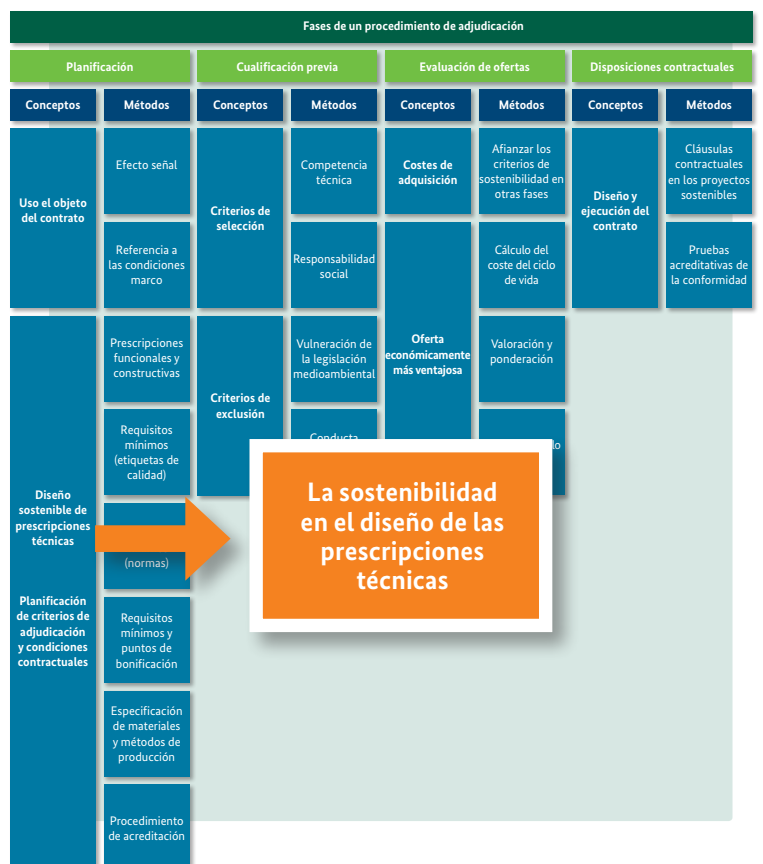 Fases de un procedimiento de adjudicación
Planificación
Cualificación previa
Evaluación de ofertas
Disposiciones contractuales
Conceptos
Métodos
Conceptos
Métodos
Conceptos
Métodos
Conceptos
Métodos
Uso el objeto
del contrato
Efecto señal
Referencia a
las condiciones
marco
Diseño
sostenible de
prescripciones
técnicas
Planificación
de criterios de
adjudicación
y condiciones
contractuales
Prescripciones
funcionales y
constructivas
Requisitos
mínimos
(etiquetas de
calidad)
(normas)
Requisitos
mínimos y
puntos de
bonificación
Especificación
de materiales
y métodos de
producción
Procedimiento
de acreditación
Criterios de
selección
Competencia
técnica
Responsabilidad
social
Criterios de
exclusión
Vulneración de
la legislación
medioambiental
Conducta
Costes de
adquisición
Afianzar los
criterios de
sostenibilidad en
otras fases
Oferta
económicamente
más ventajosa
Cálculo del
coste del ciclo
de vida
Valoración y
ponderación
Diseño y
ejecución del
contrato
Cláusulas
contractuales
en los proyectos
sostenibles
Pruebas
acreditativas de
la conformidad
La sostenibilidad
en el diseño de las
prescripciones
técnicas